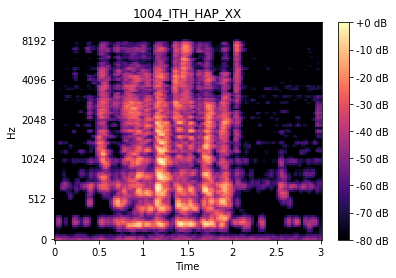 1004_ITH_HAP_XX
+0 dB
8192
-10 dB
4096
-20 dB
-30 dB
2048
Hz
-40 dB
1024
-50 dB
512
-60 dB
-70 dB
0
-80 dB
0 0.5 1 1.5 2 2.5 3
Time